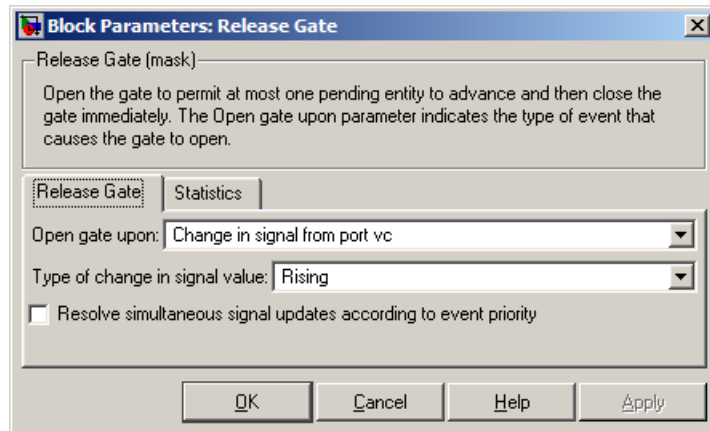 Block Parameters: Release Gate
Release Gate (mask)
Open the gate to permit at most one pending entity to advance and then close the
gate immediately. The Open gate upon parameter indicates the type of event that
causes the gate to open.
Release Gate Statistics
Open gate upon: Change in signal from port vc
Type of change in signal value: Rising
Resolve simultaneous signal updates according to event priority
OK Cancel Help Apply